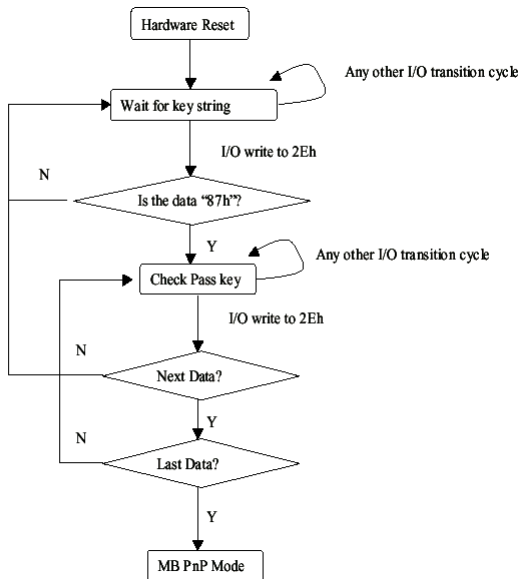 Hardware Reset
Any other I/O transition cycle
Wait for key string
I/O write to 2Eh
N
Is the data “87h”?
Y
Any other I/O transition cycle
Check Pass key
I/O write to 2Eh
N
Next Data?
Y
N
Last Data?
Y
MB PnP Mode